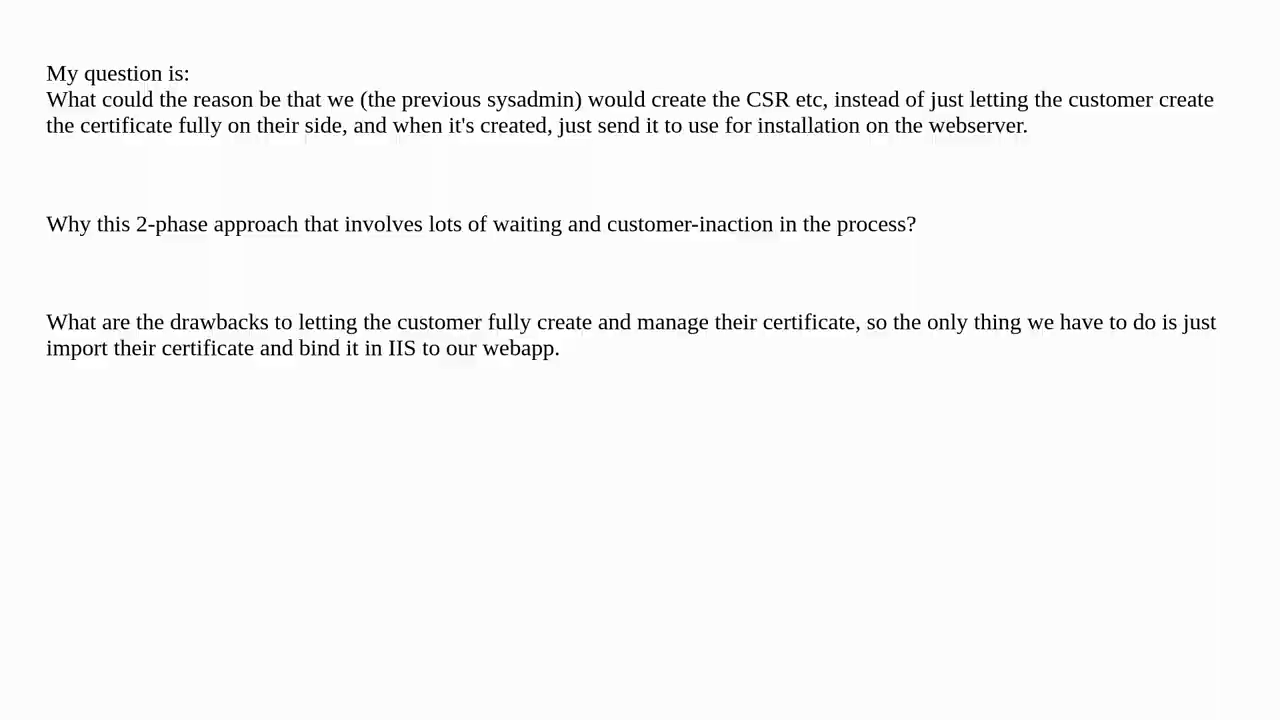 My question is:
What could the reason be that we (the previous sysadmin) would create the CSR etc, instead of just letting the customer create
the certificate fully on their side, and when it's created, just send it to use for installation on the webserver.
Why this 2-phase approach that involves lots of waiting and customer-inaction in the process?
What are the drawbacks to letting the customer fully create and manage their certificate, so the only thing we have to do is just
import their certificate and bind it in IIS to our webapp.